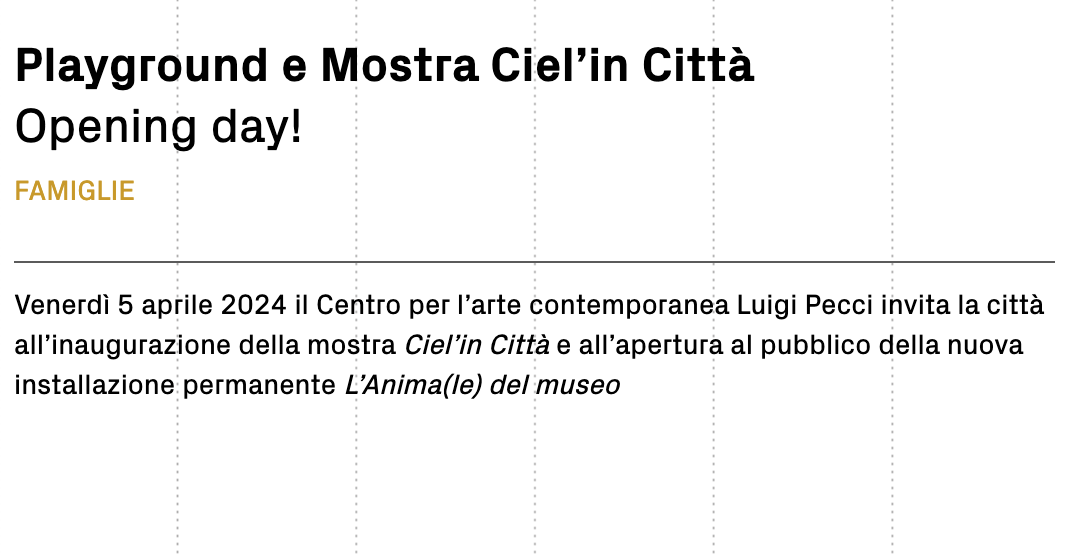 Playground e Mostra Ciel’in Città
Opening day!
FAMIGLIE
Venerdì 5 aprile 2024 il Centro per l’arte contemporanea Luigi Pecci invita la città
all’inaugurazione della mostra Ciel’in Città e all’apertura al pubblico della nuova
installazione permanente L’Anima(le) del museo